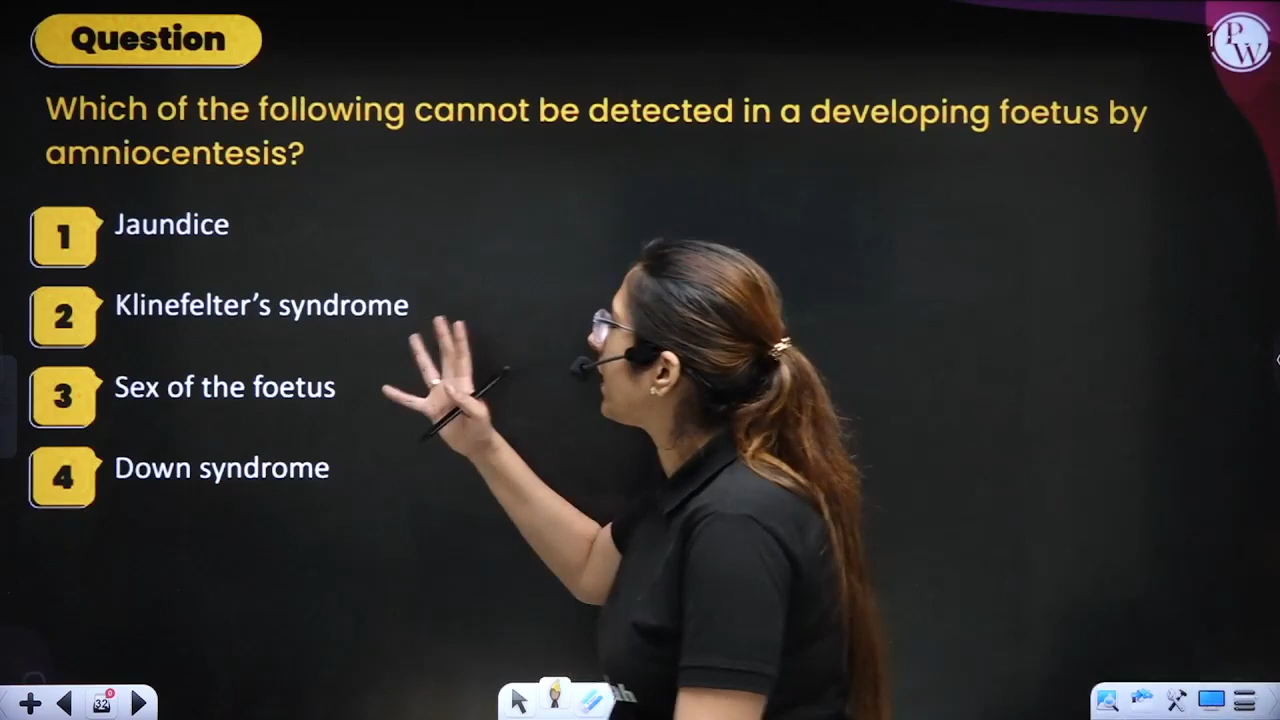 Question
PW
Which of the following cannot be detected in a developing foetus by
amniocentesis?
1 Jaundice
2 Klinefelter's syndrome
3 Sex of the foetus
4 Down syndrome
32